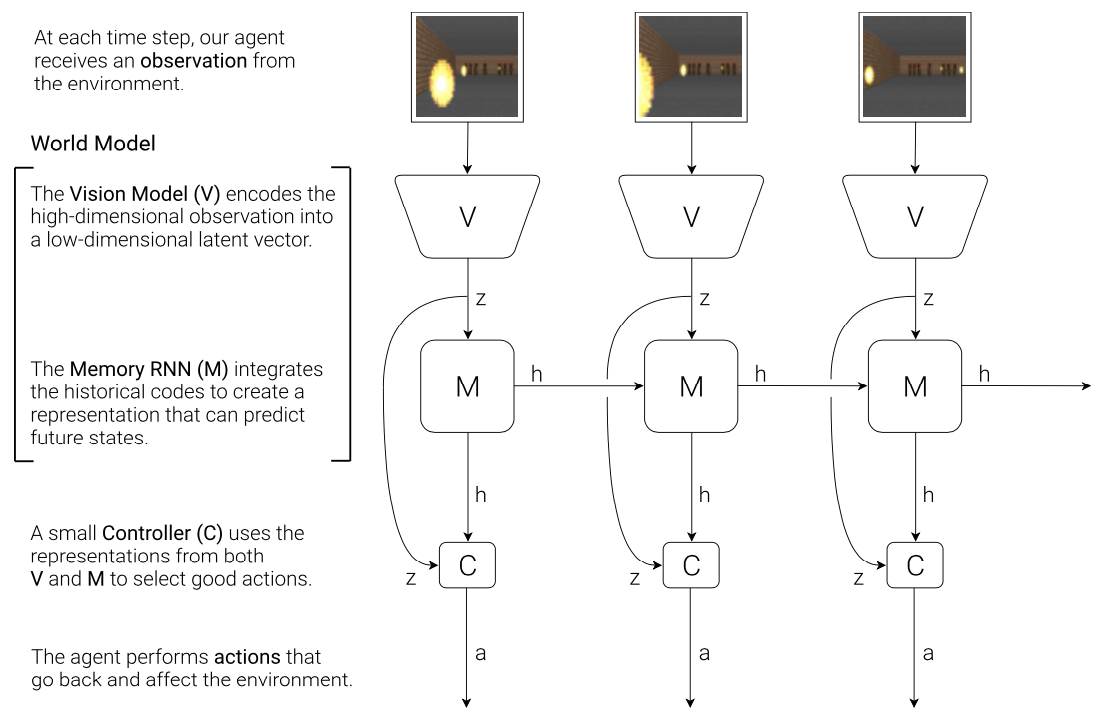 At each time step, our agent
receives an observation from
the environment.
World Model
The Vision Model (V) encodes the
high-dimensional observation into
a low-dimensional latent vector.
V
V
V
z
z
z
The Memory RNN (M) integrates
the historical codes to create a
representation that can predict
future states.
M
h
M
h
M
h
h
h
h
A small Controller (C) uses the
representations from both
V and M to select good actions.
z
C
z
C
z
C
The agent performs actions that
go back and affect the environment.
a
a
a